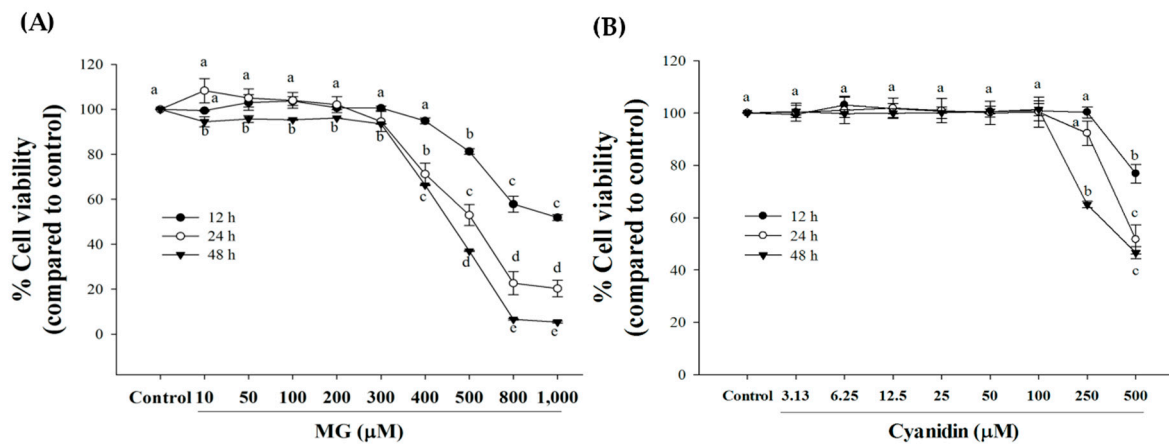 (A)
% Cell viability
(compared to control)
120
100
80
60
40
20
0
a
a
a
a
a
a
a
a
b
b
b
b
b
b
b
c
b
c
d
c
d
e
c
d
e
12 h
24 h
48 h
Control 10 50 100 200 300 400 500 800 1,000
MG (µM)
(B)
% Cell viability
(compared to control)
120
100
80
60
40
20
0
a
a
a
a
a
a
a
a
a
b
b
c
c
12 h
24 h
48 h
Control 3.13 6.25 12.5 25 50 100 250 500
Cyanidin (µM)